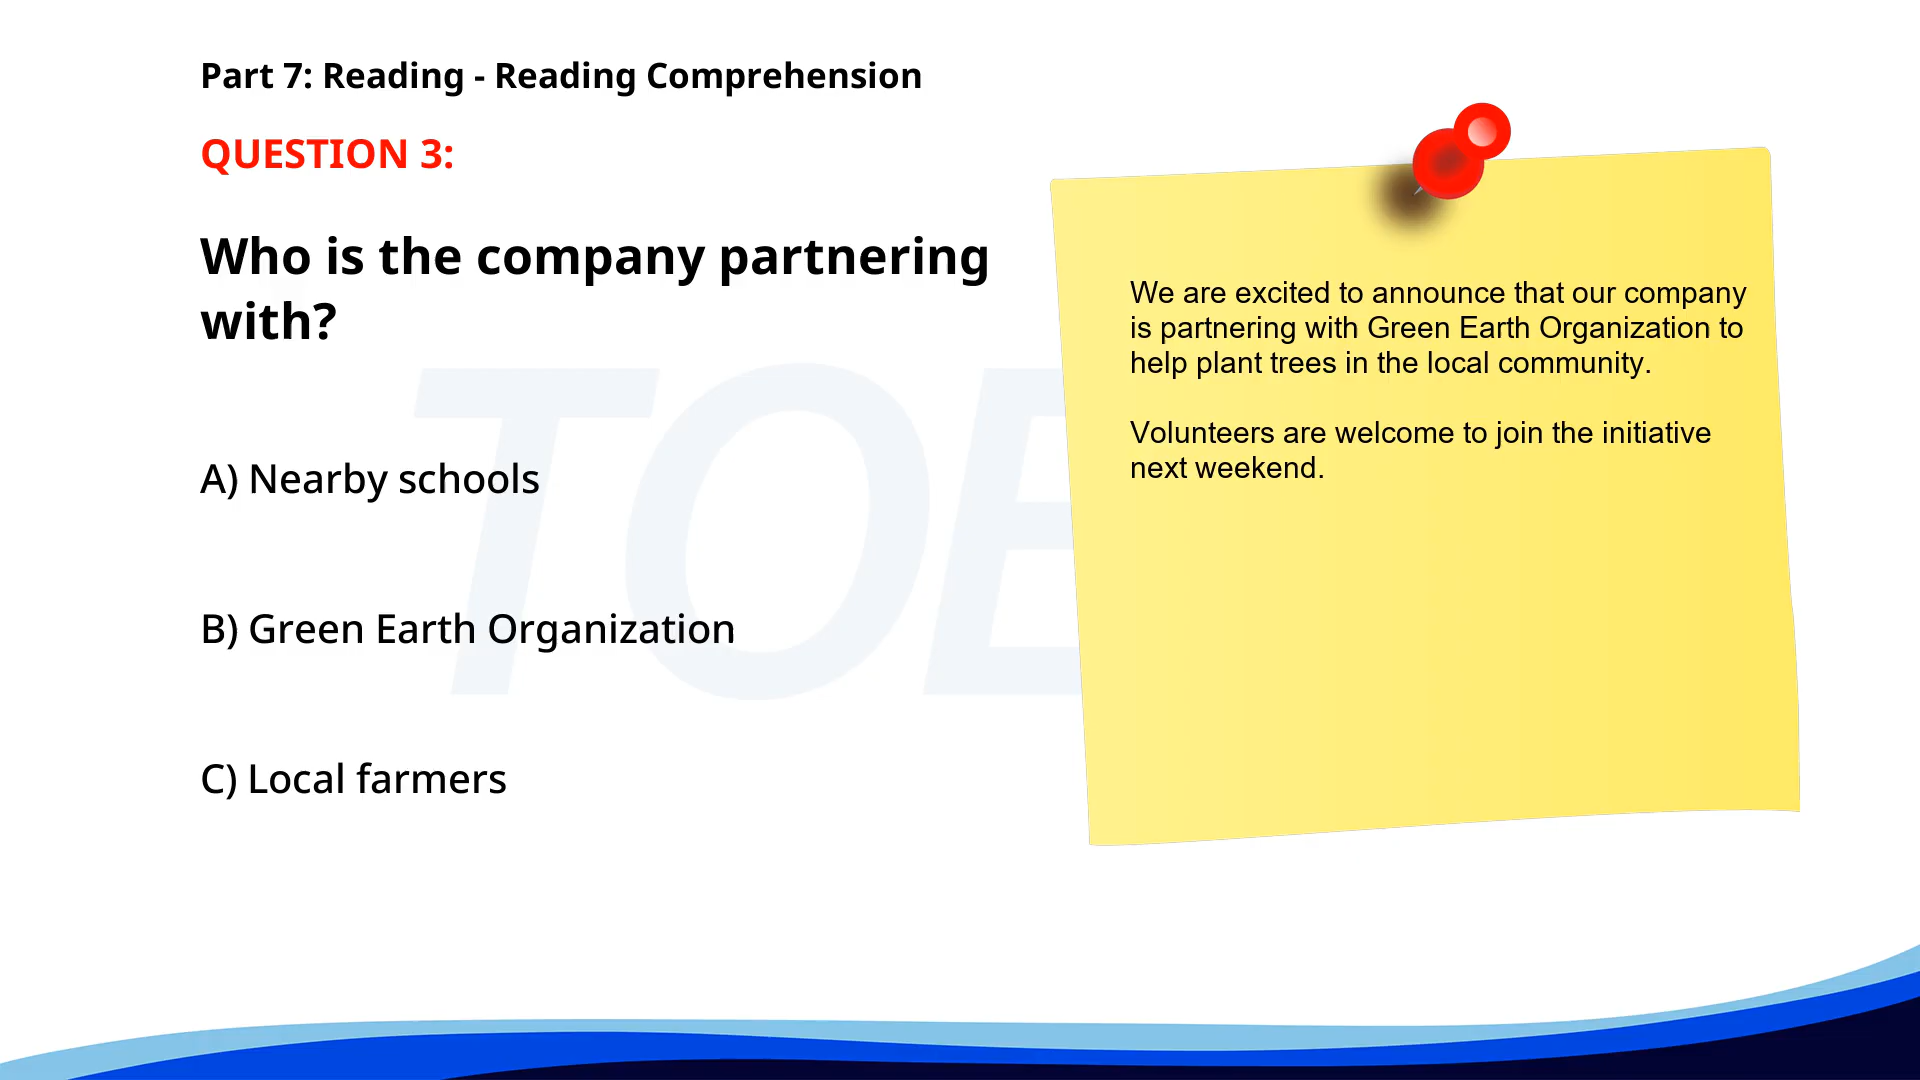 Part 7: Reading - Reading Comprehension
QUESTION 3:
Who is the company partnering
with?
A) Nearby schools
B) Green Earth Organization
C) Local farmers
We are excited to announce that our company
is partnering with Green Earth Organization to
help plant trees in the local community.
Volunteers are welcome to join the initiative
next weekend.
TOE